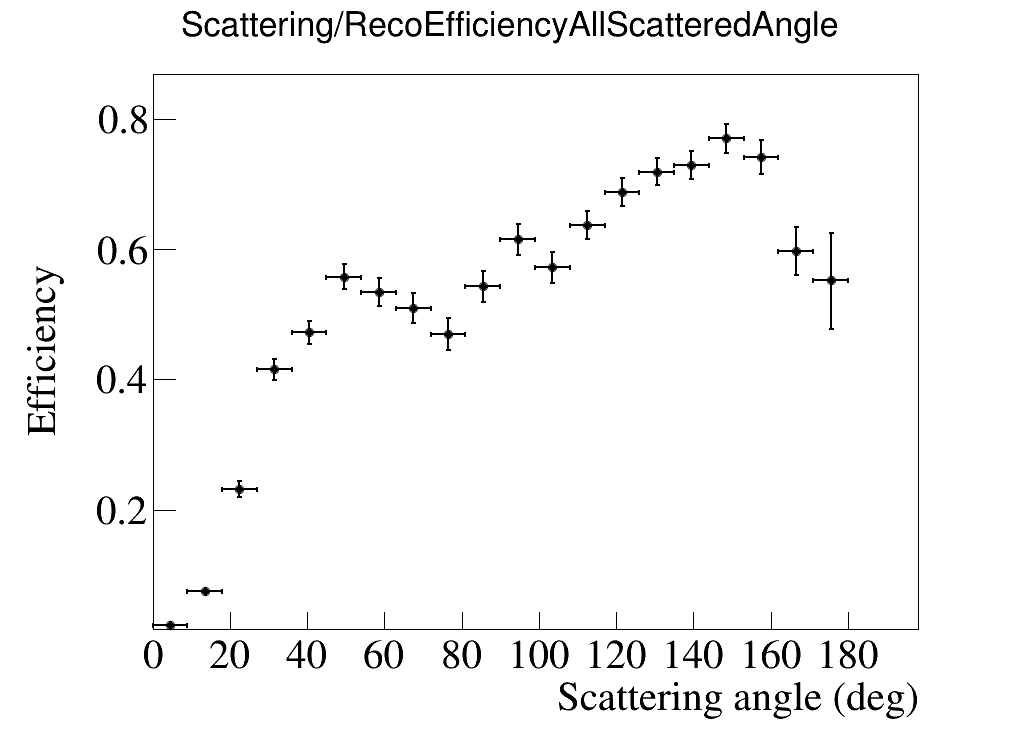 Scattering/RecoEfficiencyAllScatteredAngle
0.8
0.6
0.4
0.2
Efficiency
0 20 40 60 80 100 120 140 160 180
Scattering angle (deg)